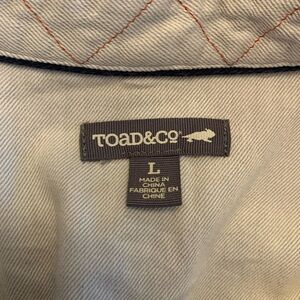 TOAD&CO
L
MADE IN
CHINA
FABRIQUE EN
CHINE